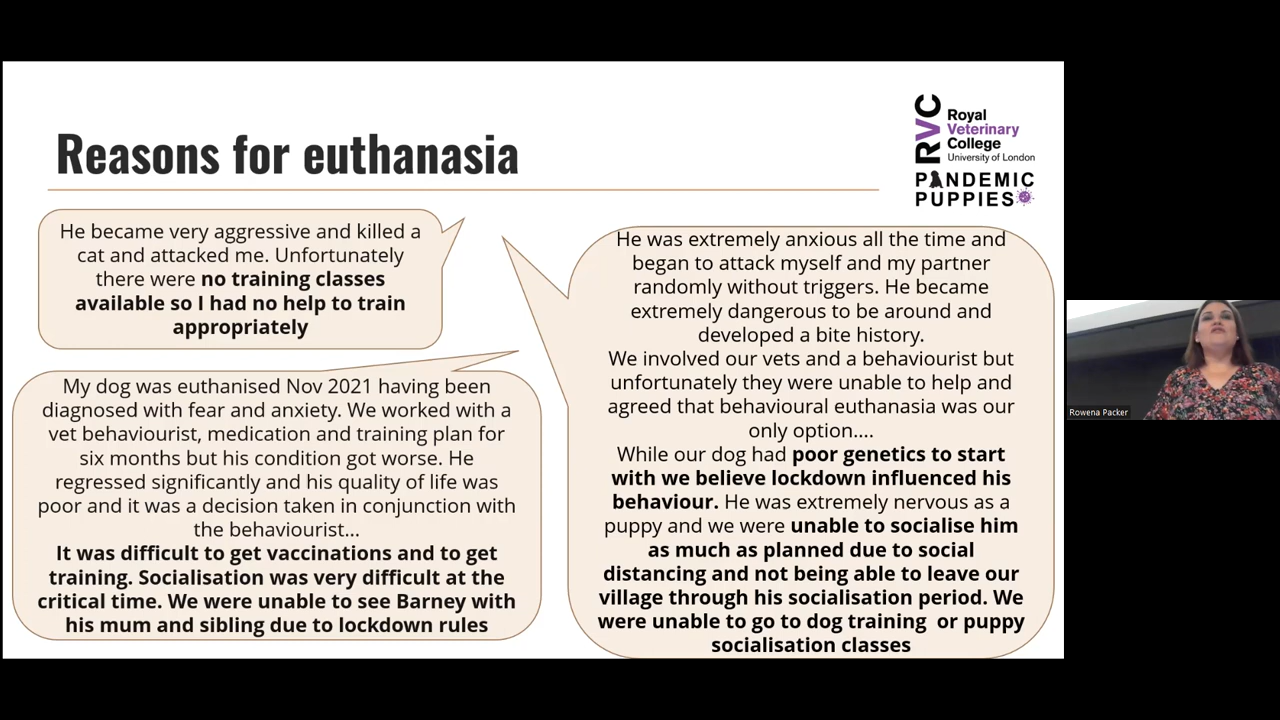 Reasons for euthanasia
RVC
Royal
Veterinary
College
University of London
PANDEMIC
PUPPIES
He became very aggressive and killed a
cat and attacked me. Unfortunately
there were no training classes
available so I had no help to train
appropriately
My dog was euthanised Nov 2021 having been
diagnosed with fear and anxiety. We worked with a
vet behaviourist, medication and training plan for
six months but his condition got worse. He
regressed significantly and his quality of life was
poor and it was a decision taken in conjunction with
the behaviourist...
It was difficult to get vaccinations and to get
training. Socialisation was very difficult at the
critical time. We were unable to see Barney with
his mum and sibling due to lockdown rules
He was extremely anxious all the time and
began to attack myself and my partner
randomly without triggers. He became
extremely dangerous to be around and
developed a bite history.
We involved our vets and a behaviourist but
unfortunately they were unable to help and
agreed that behavioural euthanasia was our
only option....
While our dog had poor genetics to start
with we believe lockdown influenced his
behaviour. He was extremely nervous as a
puppy and we were unable to socialise him
as much as planned due to social
distancing and not being able to leave our
village through his socialisation period. We
were unable to go to dog training or puppy
socialisation classes
Rowena Packer